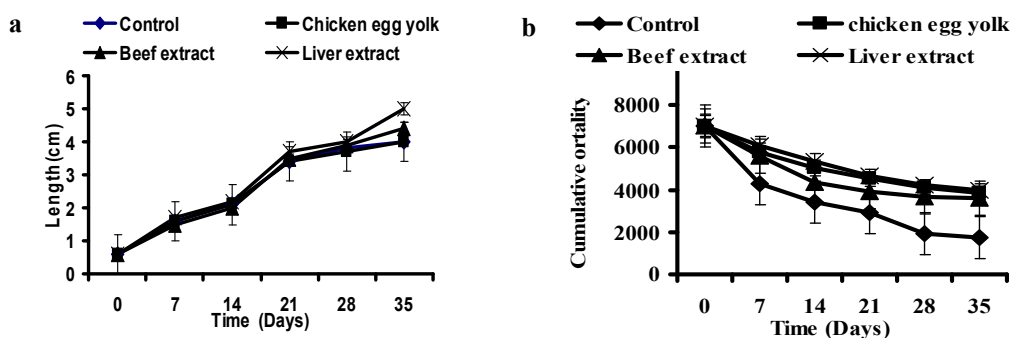 a
Control Chicken egg yolk
Beef extract Liver extract
Length (cm)
6
5
4
3
2
1
0
0 7 14 21 28 35
Time (Days)
b
Control chicken egg yolk
Beef extract Liver extract
Cumulative ortality
8000
6000
4000
2000
0
0 7 14 21 28 35
Time (Days)